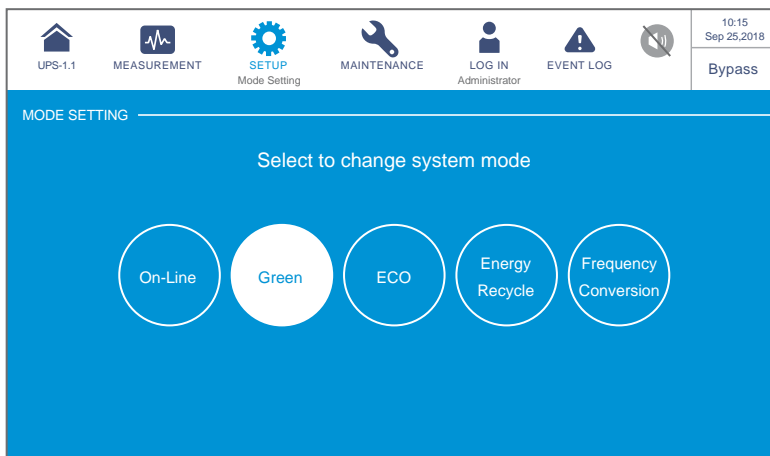 10:15
Sep 25,2018
UPS-1.1
MEASUREMENT
SETUP
MAINTENANCE
LOG IN
EVENT LOG
Mode Setting
Administrator
Bypass
MODE SETTING
Select to change system mode
On-Line
Green
ECO
Energy
Recycle
Frequency
Conversion